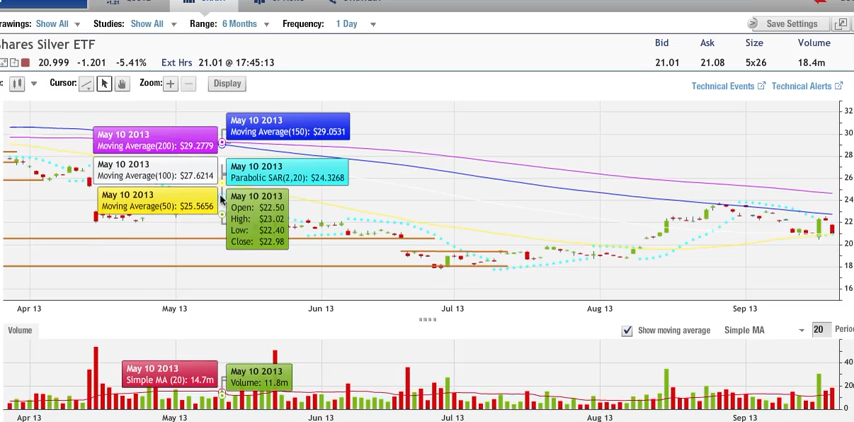 rawings: Show All Studies: Show All Range: 6 Months Frequency: 1 Day Save Settings
Shares Silver ETF
Bid Ask Size Volume
20,999 -1.201 -5.41% Ext Hrs 21.01 @ 17:45:13
21.01 21.08 5x26 18.4m
Cursor: Zoom: Display
Technical Events Technical Alerts
32
30
28
26
24
22
20
18
16
May 10 2013
Moving Average(150): $29.0531
May 10 2013
Moving Average(200): $29.2779
May 10 2013
Moving Average(100): $27.6214
May 10 2013
Parabolic SAR(2,20): $24.3268
May 10 2013
Moving Average(50): $25.5656
May 10 2013
Open: $22.50
High: $23.02
Low: $22.40
Close: $22.98
Apr 13 May 13 Jun 13 Jul 13 Aug 13 Sep 13
Volume
Show moving average Simple MA 20 Perio
May 10 2013
Simple MA (20): 14.7m
May 10 2013
Volume: 11.8m
40
20
0
Apr 13 May 13 Jun 13 Jul 13 Aug 13 Sep 13